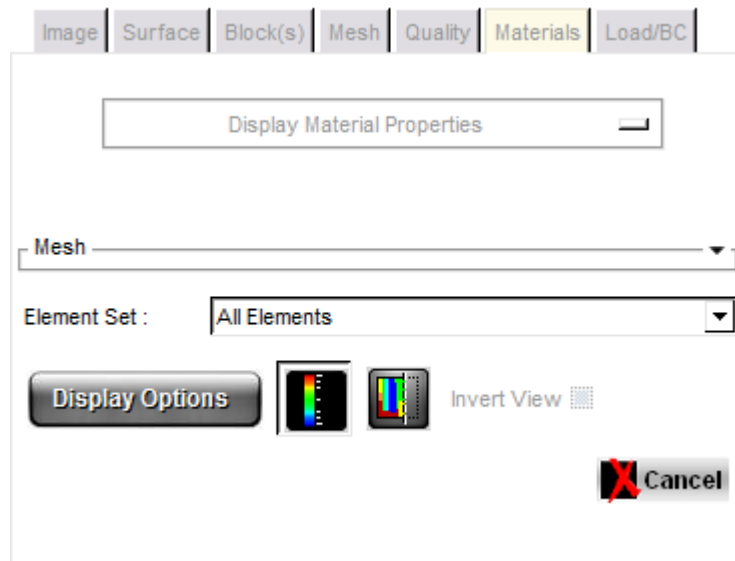 Image Surface Block(s) Mesh Quality Materials Load/BC
Display Material Properties
Mesh
Element Set : All Elements
Display Options Invert View
Cancel